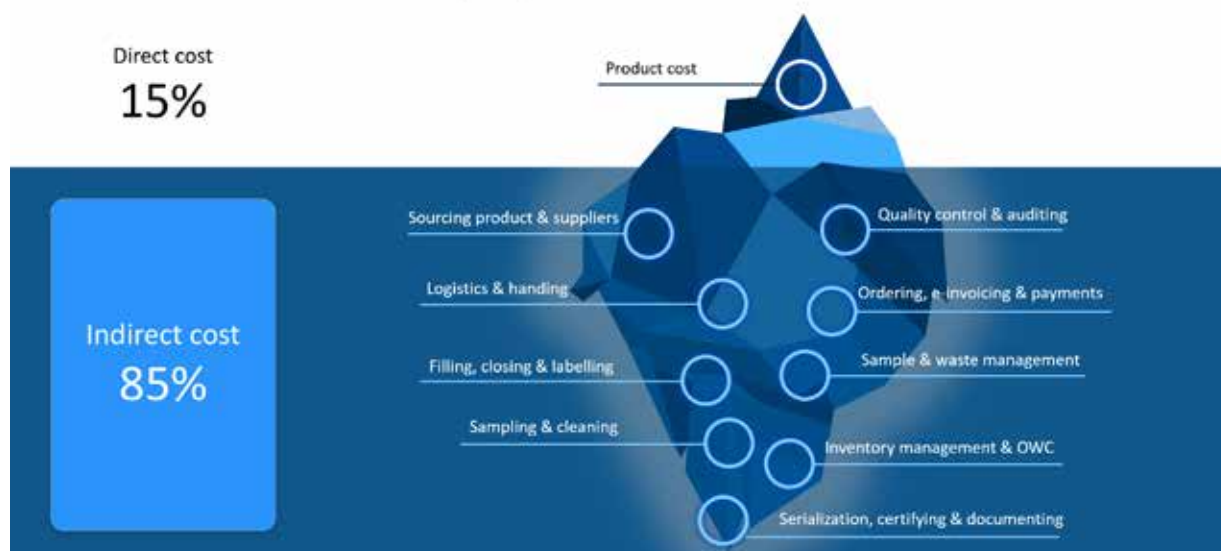 Direct cost
15%
Product cost
Indirect cost
85%
Sourcing product & suppliers
Quality control & auditing
Logistics & handing
Ordering, e-invoicing & payments
Filling, closing & labelling
Sample & waste management
Sampling & cleaning
Inventory management & OWC
Serialization, certifying & documenting